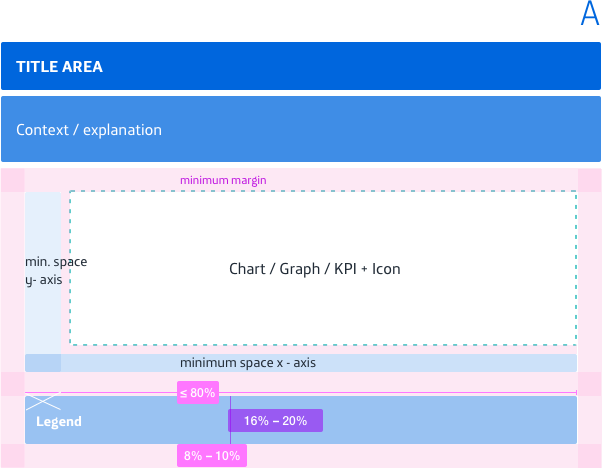 A
TITLE AREA
Context / explanation
minimum margin
min. space
y- axis
Chart / Graph / KPI + Icon
minimum space x - axis
≤ 80%
Legend
16% – 20%
8% – 10%